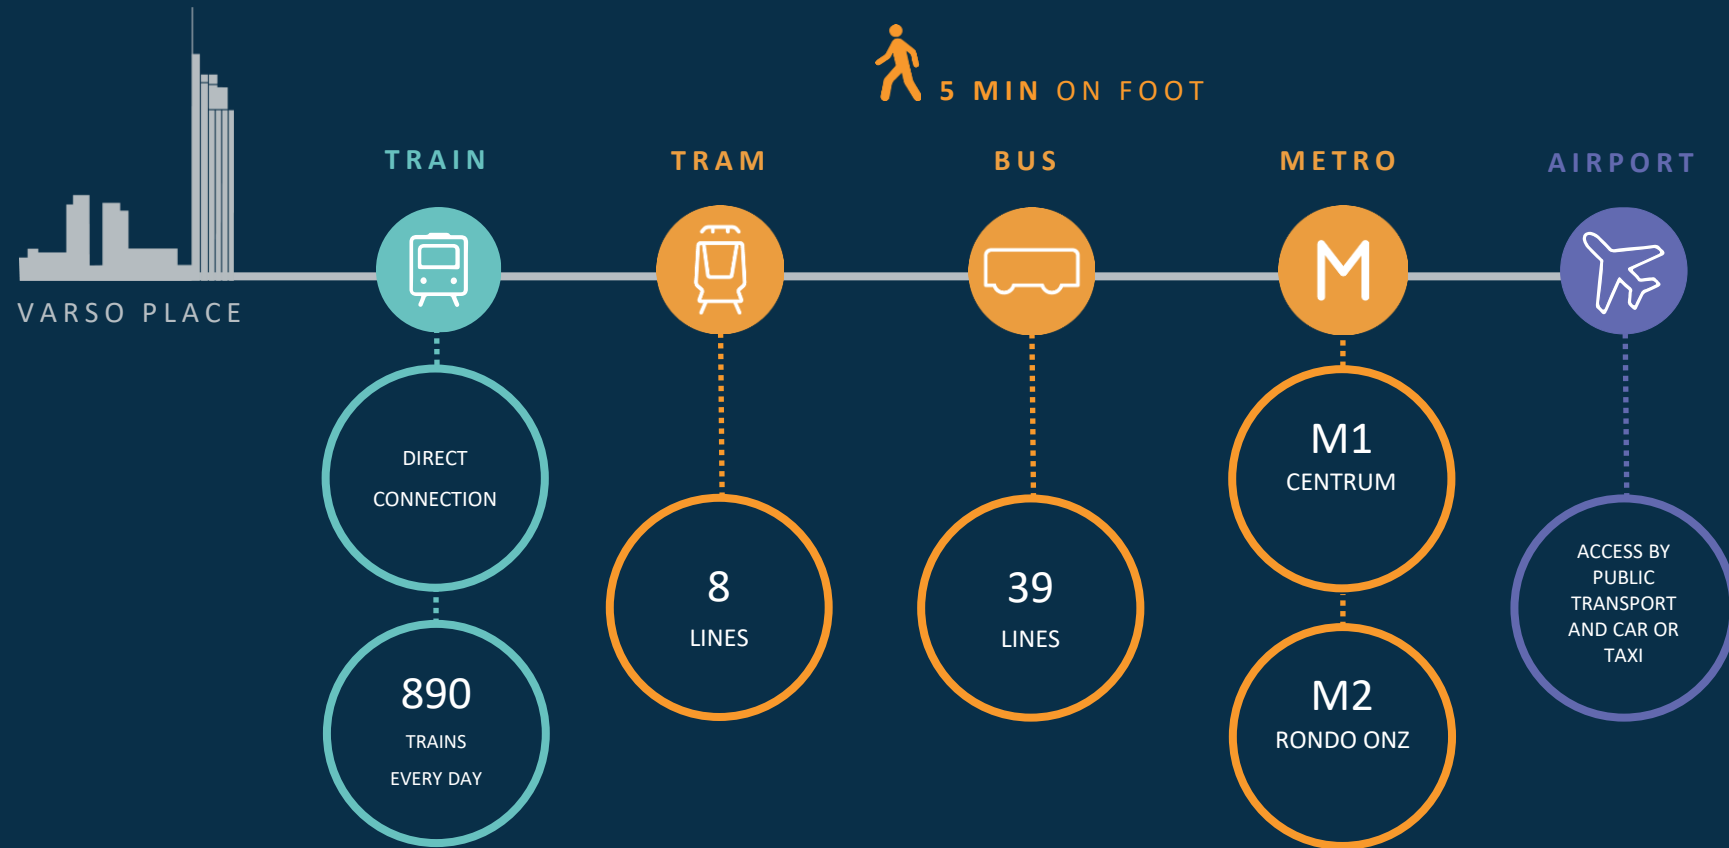 5 MIN ON FOOT
TRAIN
TRAM
BUS
METRO
AIRPORT
M
VARSO PLACE
DIRECT
CONNECTION
890
TRAINS
EVERY DAY
8
LINES
39
LINES
M1
CENTRUM
M2
RONDO ONZ
ACCESS BY
PUBLIC
TRANSPORT
AND CAR OR
TAXI